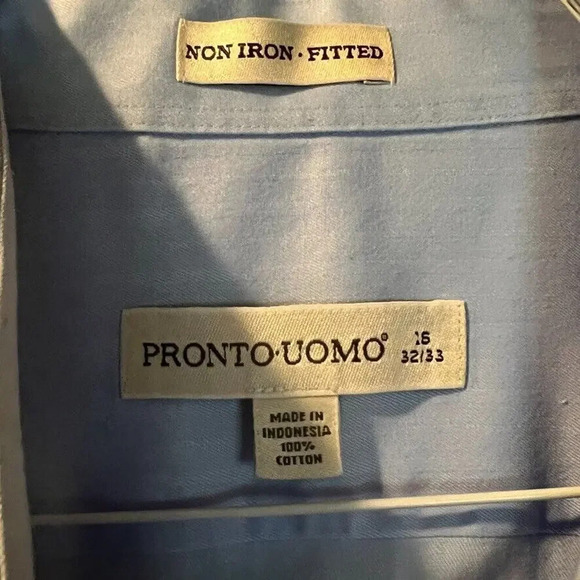 NON IRON · FITTED
PRONTO·UOMO® 16
32/33
MADE IN
INDONESIA
100%
COTTON